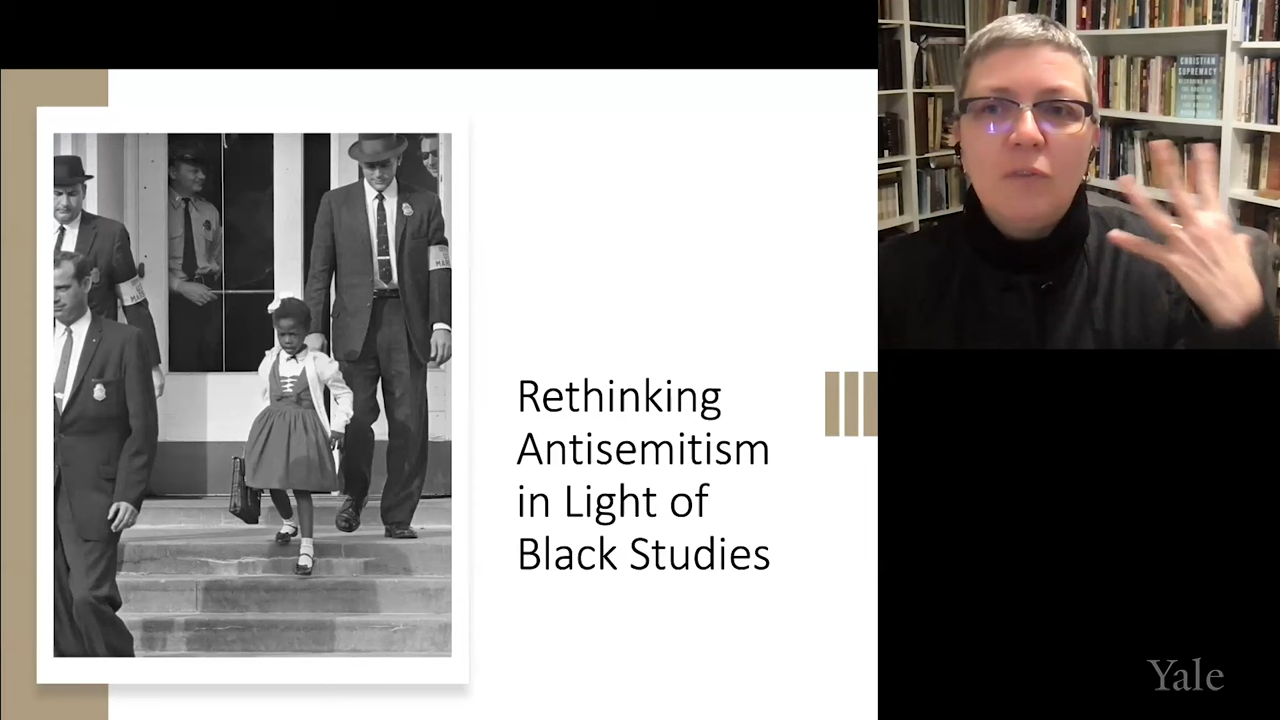 Rethinking
Antisemitism
in Light of
Black Studies
CHRISTIAN
SUPREMACY
Yale